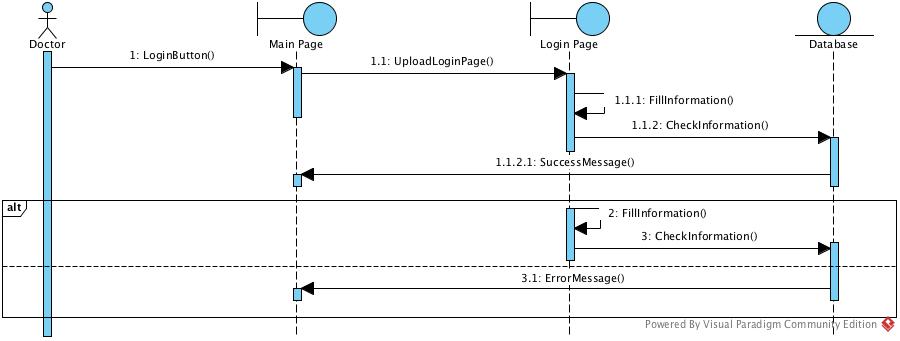 Doctor
Main Page
Login Page
Database
1: LoginButton()
1.1: UploadLoginPage()
1.1.1: FillInformation()
1.1.2: CheckInformation()
1.1.2.1: SuccessMessage()
alt
2: FillInformation()
3: CheckInformation()
3.1: ErrorMessage()
Powered By Visual Paradigm Community Edition